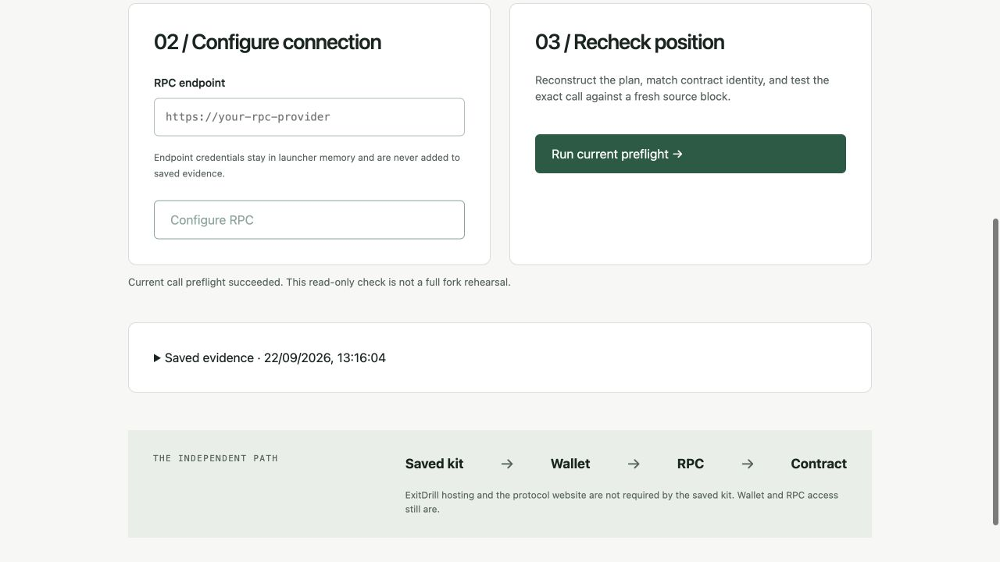 02 / Configure connection
RPC endpoint
https://your-rpc-provider
Endpoint credentials stay in launcher memory and are never added to
saved evidence.
Configure RPC
03 / Recheck position
Reconstruct the plan, match contract identity, and test the
exact call against a fresh source block.
Run current preflight →
Current call preflight succeeded. This read-only check is not a full fork rehearsal.
▶ Saved evidence · 22/09/2026, 13:16:04
THE INDEPENDENT PATH
Saved kit → Wallet → RPC → Contract
ExitDrill hosting and the protocol website are not required by the saved kit. Wallet and RPC access
still are.